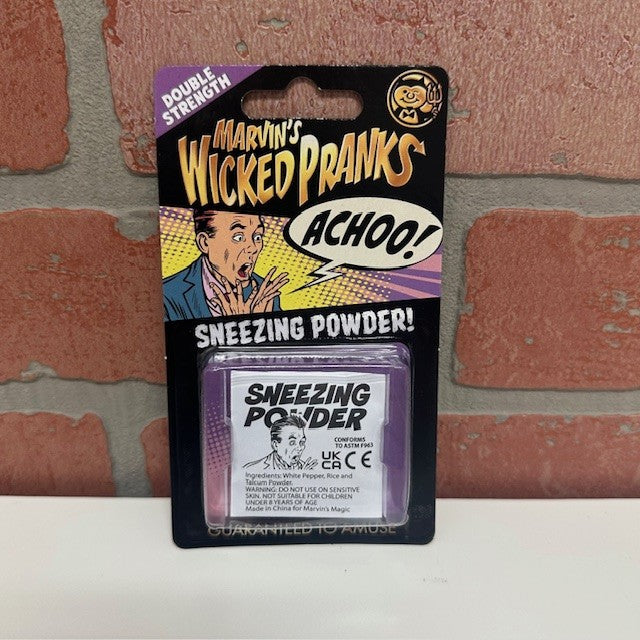 DOUBLE
STRENGTH
MARVIN'S
WICKED PRANKS
ACHOO!
SNEEZING POWDER!
SNEEZING
POWDER
CONFORMS
TO ASTM F963
UK
CA CE
Ingredients: White Pepper, Rice and
Talcum Powder.
WARNING: DO NOT USE ON SENSITIVE
SKIN. NOT SUITABLE FOR CHILDREN
UNDER 8 YEARS OF AGE
Made in China for Marvin's Magic
GUARANTEED TO AMUSE